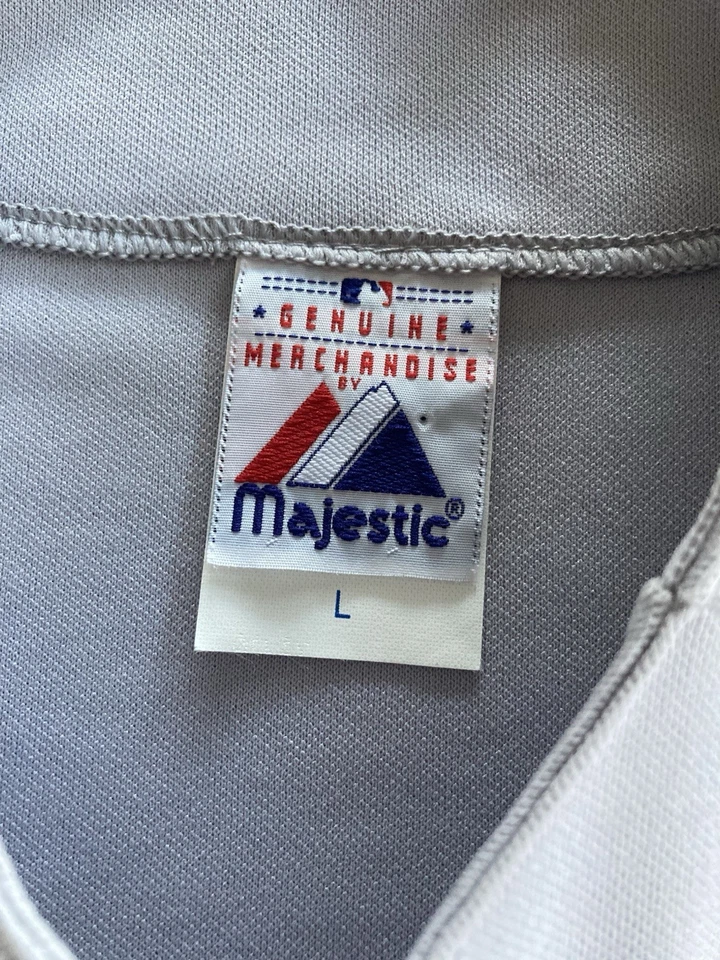 GENUINE
MERCHANDISE
BY
majestic®
L